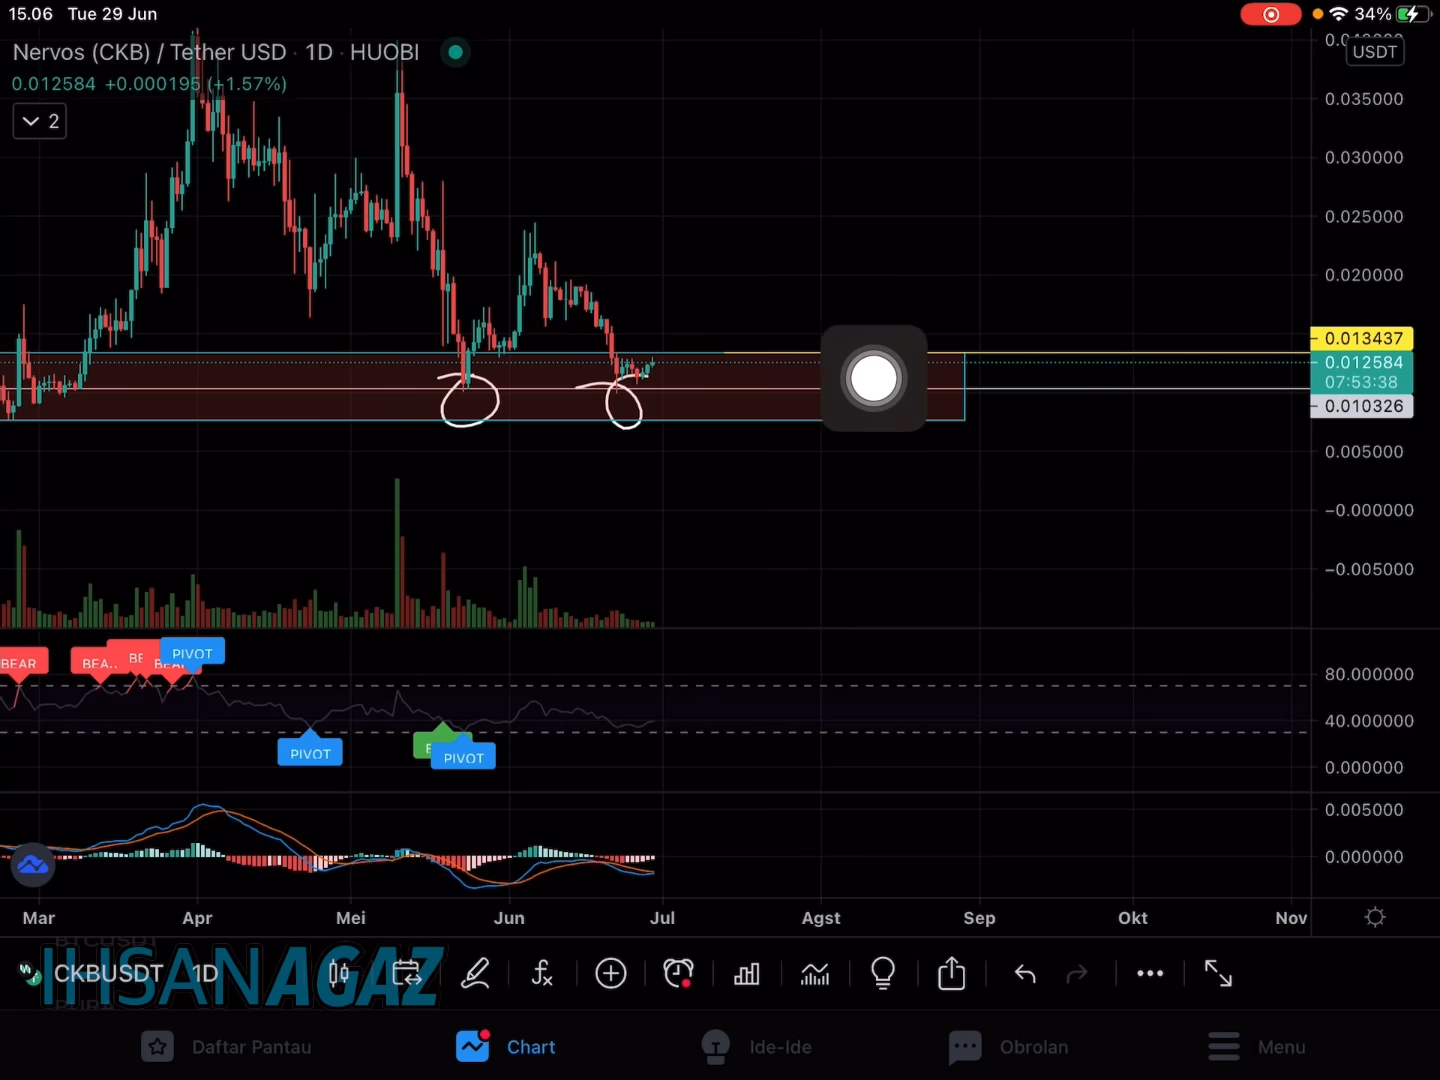 15.06 Tue 29 Jun
34%
Nervos (CKB) / Tether USD · 1D · HUOBI
USDT
0.012584 +0.000195 (+1.57%)
2
0.035000
0.030000
0.025000
0.020000
0.013437
0.012584
07:53:38
0.010326
0.005000
−0.000000
−0.005000
BEAR
BEA..
BE
BEA
PIVOT
80.000000
40.000000
PIVOT
PIVOT
0.000000
0.005000
0.000000
Mar Apr Mei Jun Jul Agst Sep Okt Nov
BTCUSDT
CKBUSDT 1D
IHSANAGAZ
Daftar Pantau Chart Ide-Ide Obrolan Menu